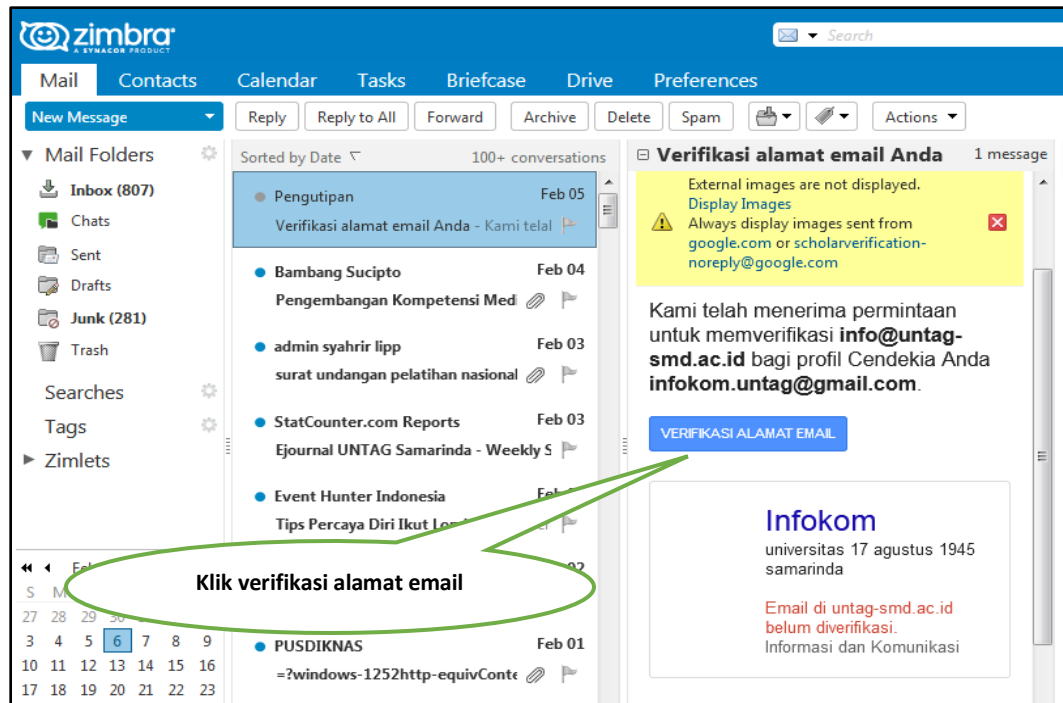 zimbra
A SYNACOR PRODUCT
Search
Mail Contacts Calendar Tasks Briefcase Drive Preferences
New Message Reply Reply to All Forward Archive Delete Spam Actions
Mail Folders
Inbox (807)
Chats
Sent
Drafts
Junk (281)
Trash
Searches
Tags
Zimlets
S M
27 28 29 30
3 4 5 6 7 8 9
10 11 12 13 14 15 16
17 18 19 20 21 22 23
Sorted by Date 100+ conversations
Pengutipan Feb 05
Verifikasi alamat email Anda - Kami telal
Bambang Sucipto Feb 04
Pengembangan Kompetensi Medi
admin syahrir lipp Feb 03
surat undangan pelatihan nasional
StatCounter.com Reports Feb 03
Ejournal UNTAG Samarinda - Weekly S
Event Hunter Indonesia
Tips Percaya Diri Ikut
Klik verifikasi alamat email
PUSDIKNAS Feb 01
=?windows-1252http-equivConte
Verifikasi alamat email Anda 1 message
External images are not displayed.
Display Images
Always display images sent from
google.com or scholarverification-
noreply@google.com
Kami telah menerima permintaan
untuk memverifikasi info@untag-
smd.ac.id bagi profil Cendekia Anda
infokom.untag@gmail.com.
VERIFIKASI ALAMAT EMAIL
Infokom
universitas 17 agustus 1945
samarinda
Email di untag-smd.ac.id
belum diverifikasi.
Informasi dan Komunikasi